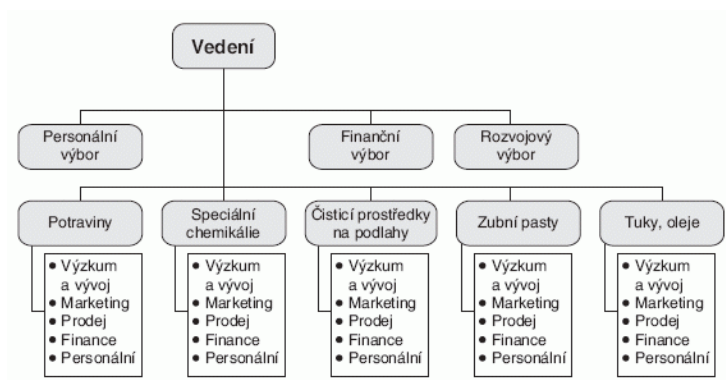 Vedení
Personální
výbor
Finanční
výbor
Rozvojový
výbor
Potraviny
Speciální
chemikálie
Čisticí prostředky
na podlahy
Zubní pasty
Tuky, oleje
• Výzkum
a vývoj
• Marketing
• Prodej
• Finance
• Personální
• Výzkum
a vývoj
• Marketing
• Prodej
• Finance
• Personální
• Výzkum
a vývoj
• Marketing
• Prodej
• Finance
• Personální
• Výzkum
a vývoj
• Marketing
• Prodej
• Finance
• Personální
• Výzkum
a vývoj
• Marketing
• Prodej
• Finance
• Personální